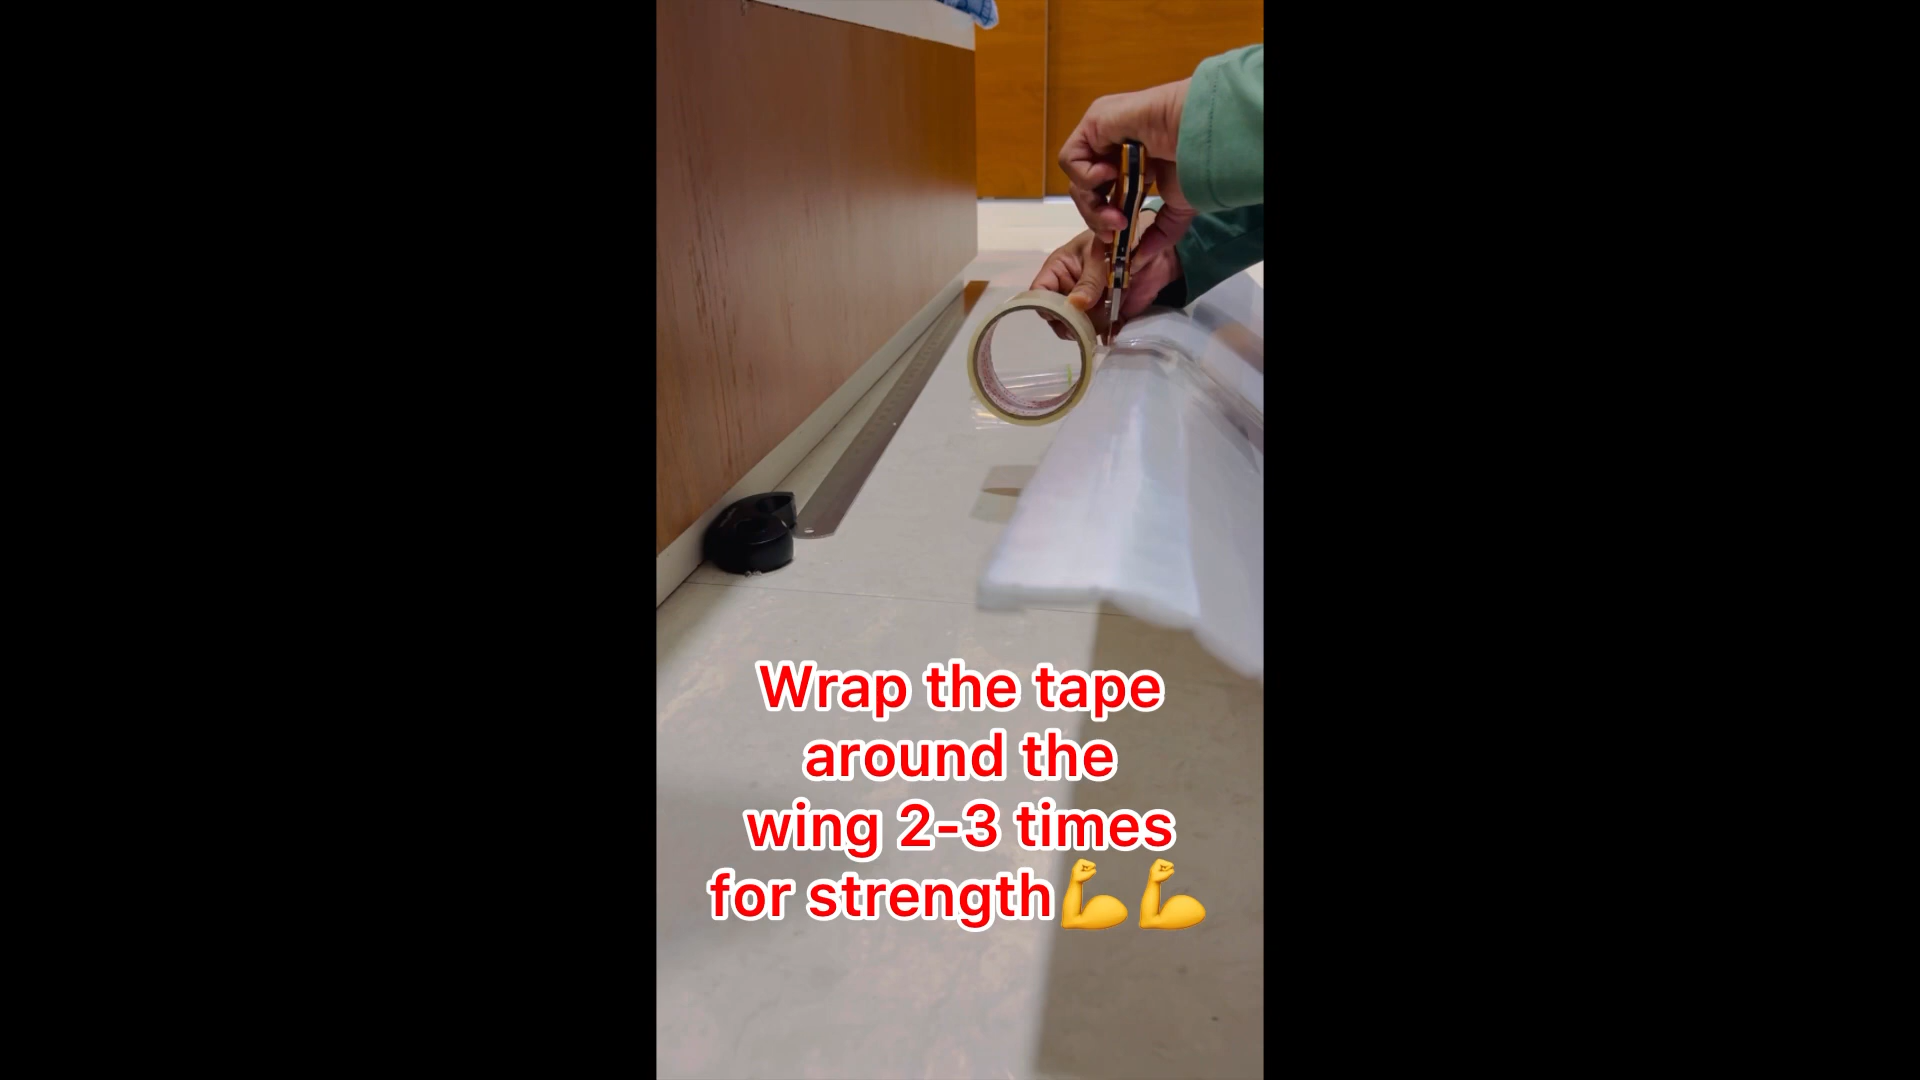 Wrap the tape
around the
wing 2-3 times
for strength💪💪